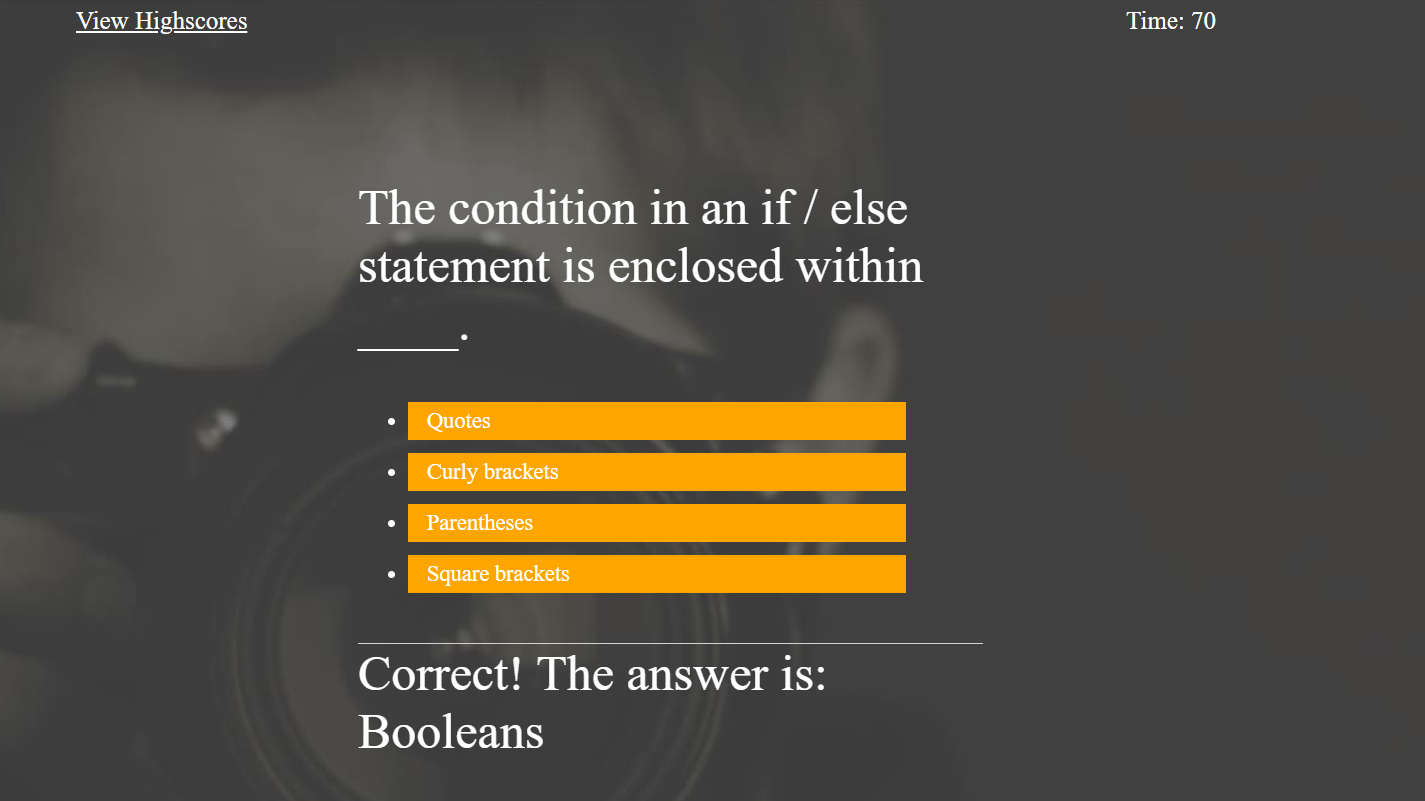 View Highscores
Time: 70
The condition in an if / else
statement is enclosed within
____.
Quotes
Curly brackets
Parentheses
Square brackets
Correct! The answer is:
Booleans